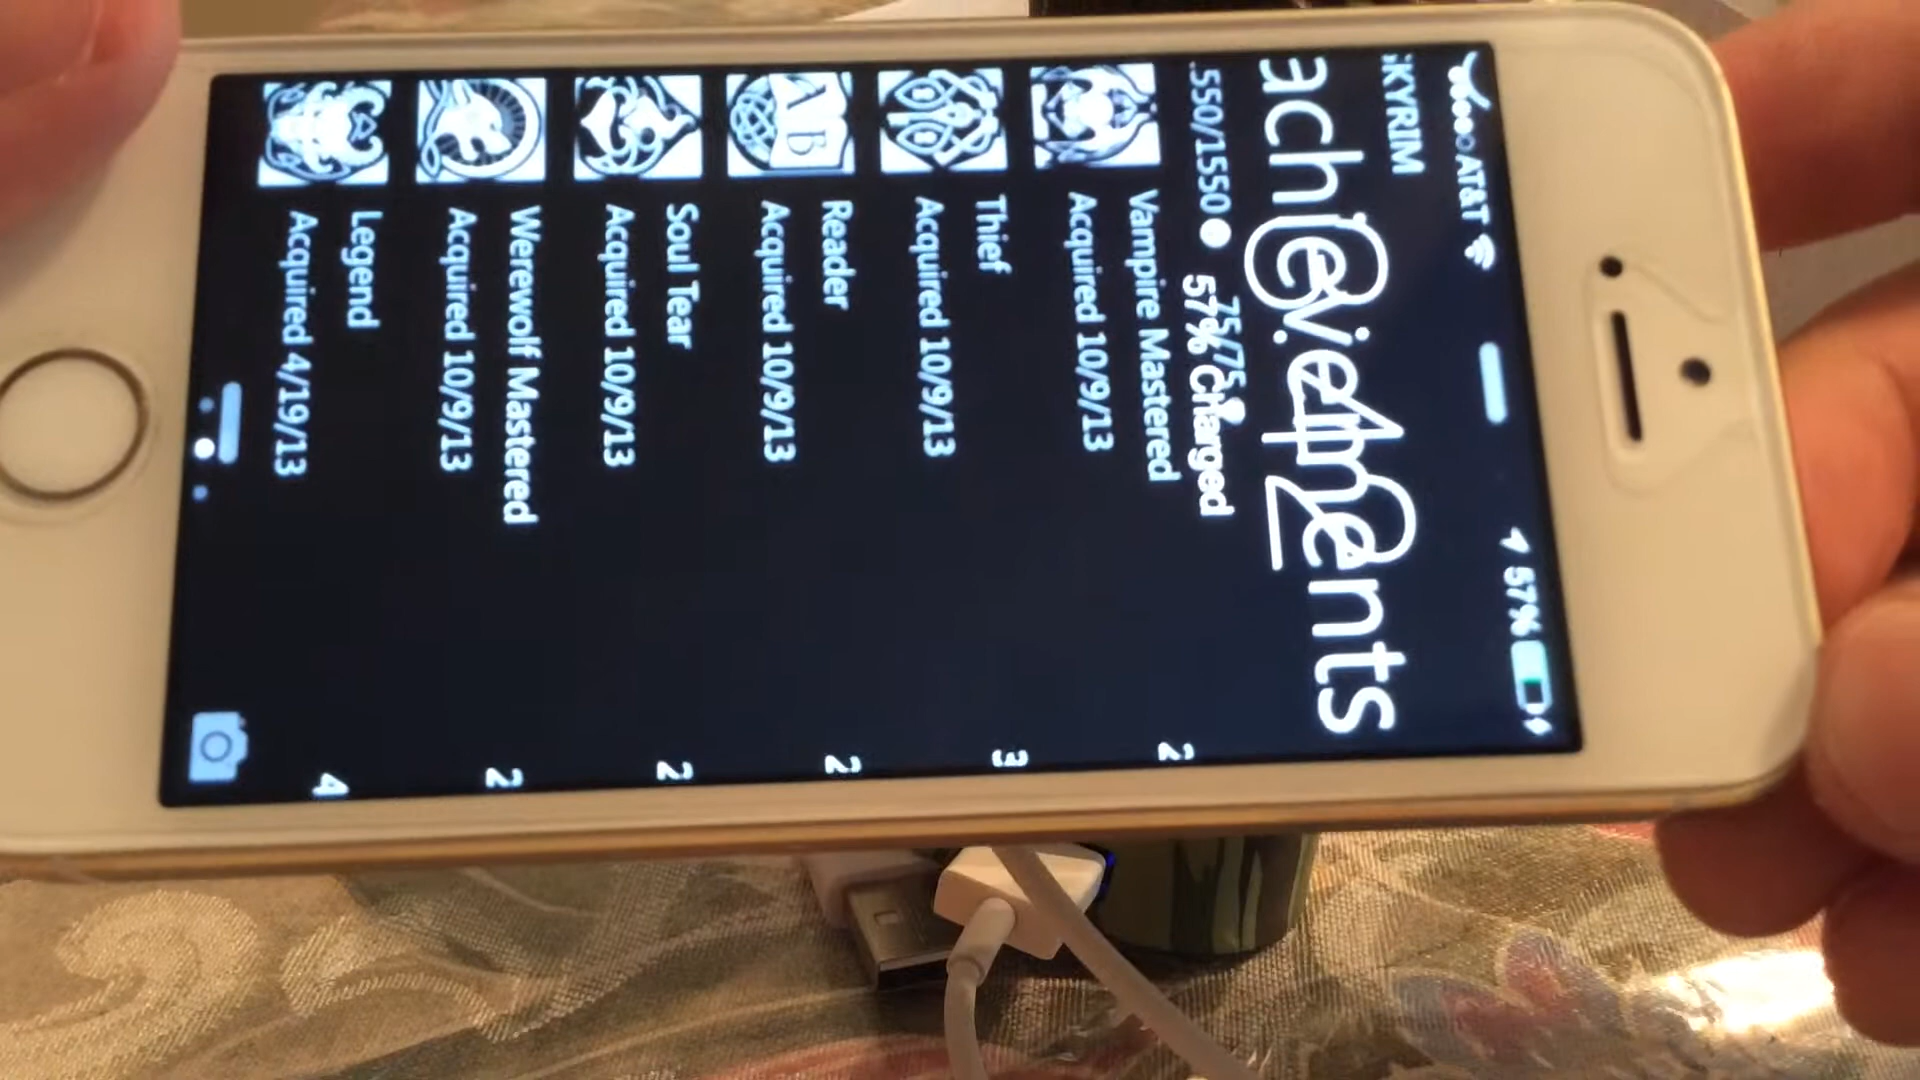 AT&T 57%
SKYRIM
achievements
1550/1550 75/75
57% Charged
Vampire Mastered 2
Acquired 10/9/13
Thief 3
Acquired 10/9/13
AB
Reader 2
Acquired 10/9/13
Soul Tear 2
Acquired 10/9/13
Werewolf Mastered 2
Acquired 10/9/13
Legend 4
Acquired 4/19/13